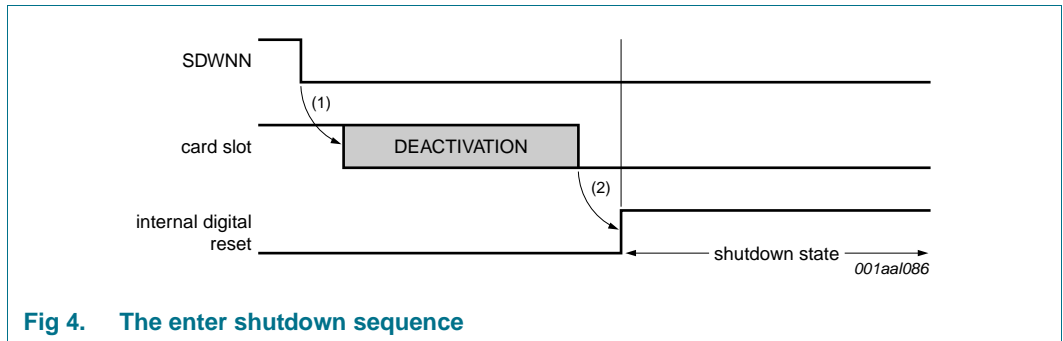 SDWNN
(1)
card slot
DEACTIVATION
(2)
internal digital
reset
shutdown state
001aal086
Fig 4. The enter shutdown sequence